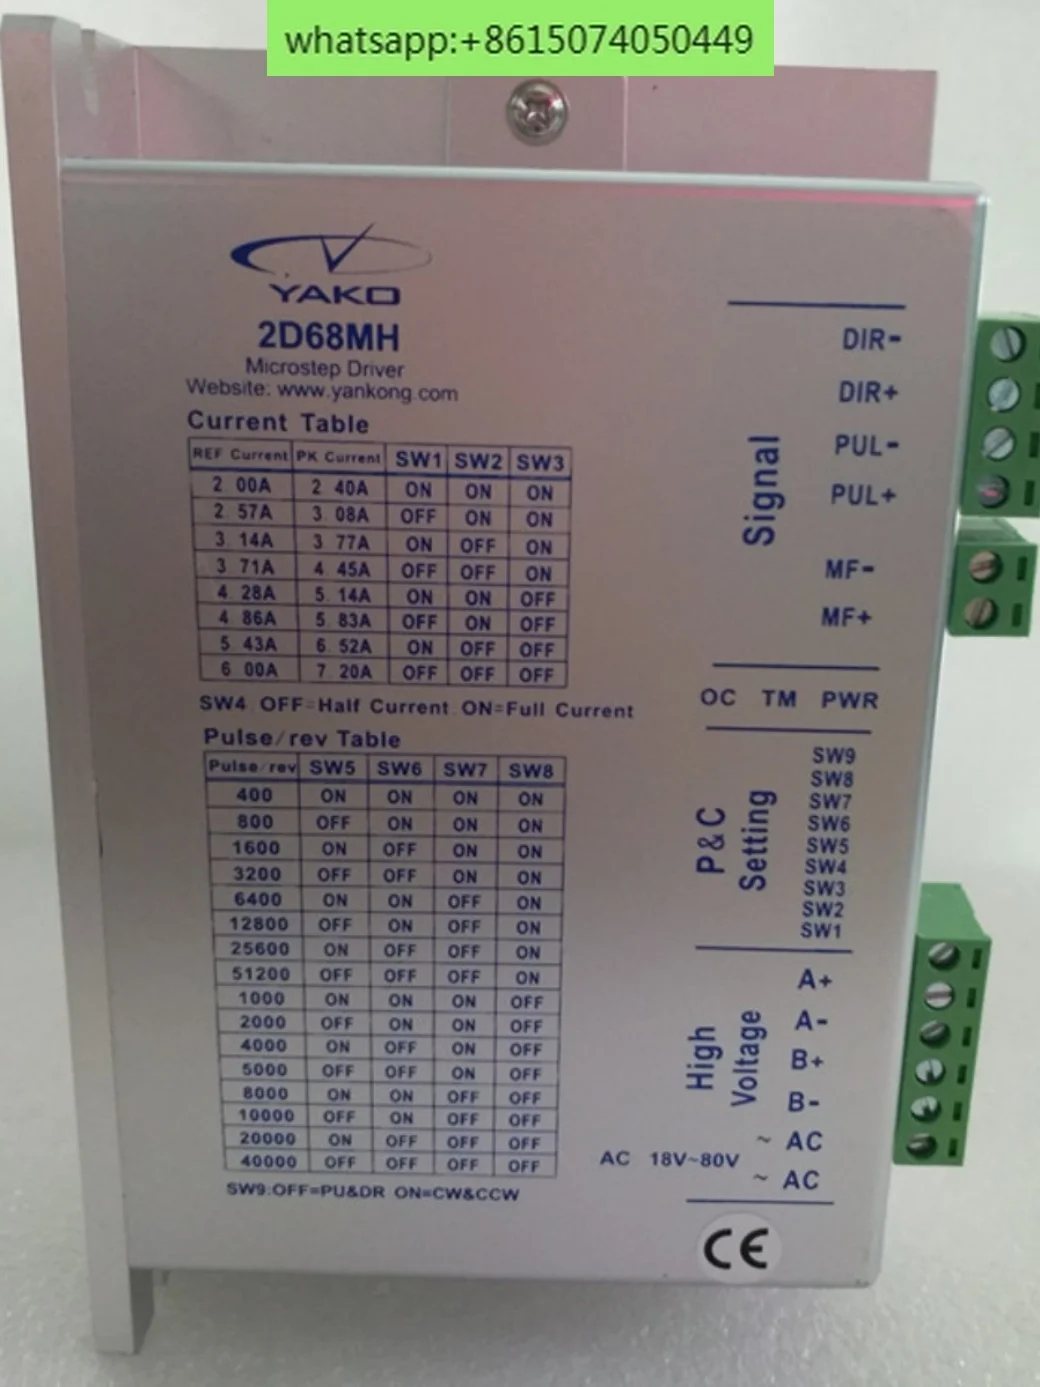 whatsapp:+8615074050449
YAKO
2D68MH
Microstep Driver
Website: www.yankong.com
Current Table
REF Current PK Current SW1 SW2 SW3
2.00A 2.40A ON ON ON
2.57A 3.08A OFF ON ON
3.14A 3.77A ON OFF ON
3.71A 4.45A OFF OFF ON
4.28A 5.14A ON ON OFF
4.86A 5.83A OFF ON OFF
5.43A 6.52A ON OFF OFF
6.00A 7.20A OFF OFF OFF
SW4.OFF=Half Current.ON=Full Current
Pulse/rev Table
Pulse/rev SW5 SW6 SW7 SW8
400 ON ON ON ON
800 OFF ON ON ON
1600 ON OFF ON ON
3200 OFF OFF ON ON
6400 ON ON OFF ON
12800 OFF ON OFF ON
25600 ON OFF OFF ON
51200 OFF OFF OFF ON
1000 ON ON ON OFF
2000 OFF ON ON OFF
4000 ON OFF ON OFF
5000 OFF OFF ON OFF
8000 ON ON OFF OFF
10000 OFF ON OFF OFF
20000 ON OFF OFF OFF
40000 OFF OFF OFF OFF
SW9:OFF=PU&DR ON=CW&CCW
Signal
DIR-
DIR+
PUL-
PUL+
MF-
MF+
OC TM PWR
P&C
Setting
SW9
SW8
SW7
SW6
SW5
SW4
SW3
SW2
SW1
High
Voltage
A+
A-
B+
B-
~ AC
AC 18V~80V
~ AC
CE